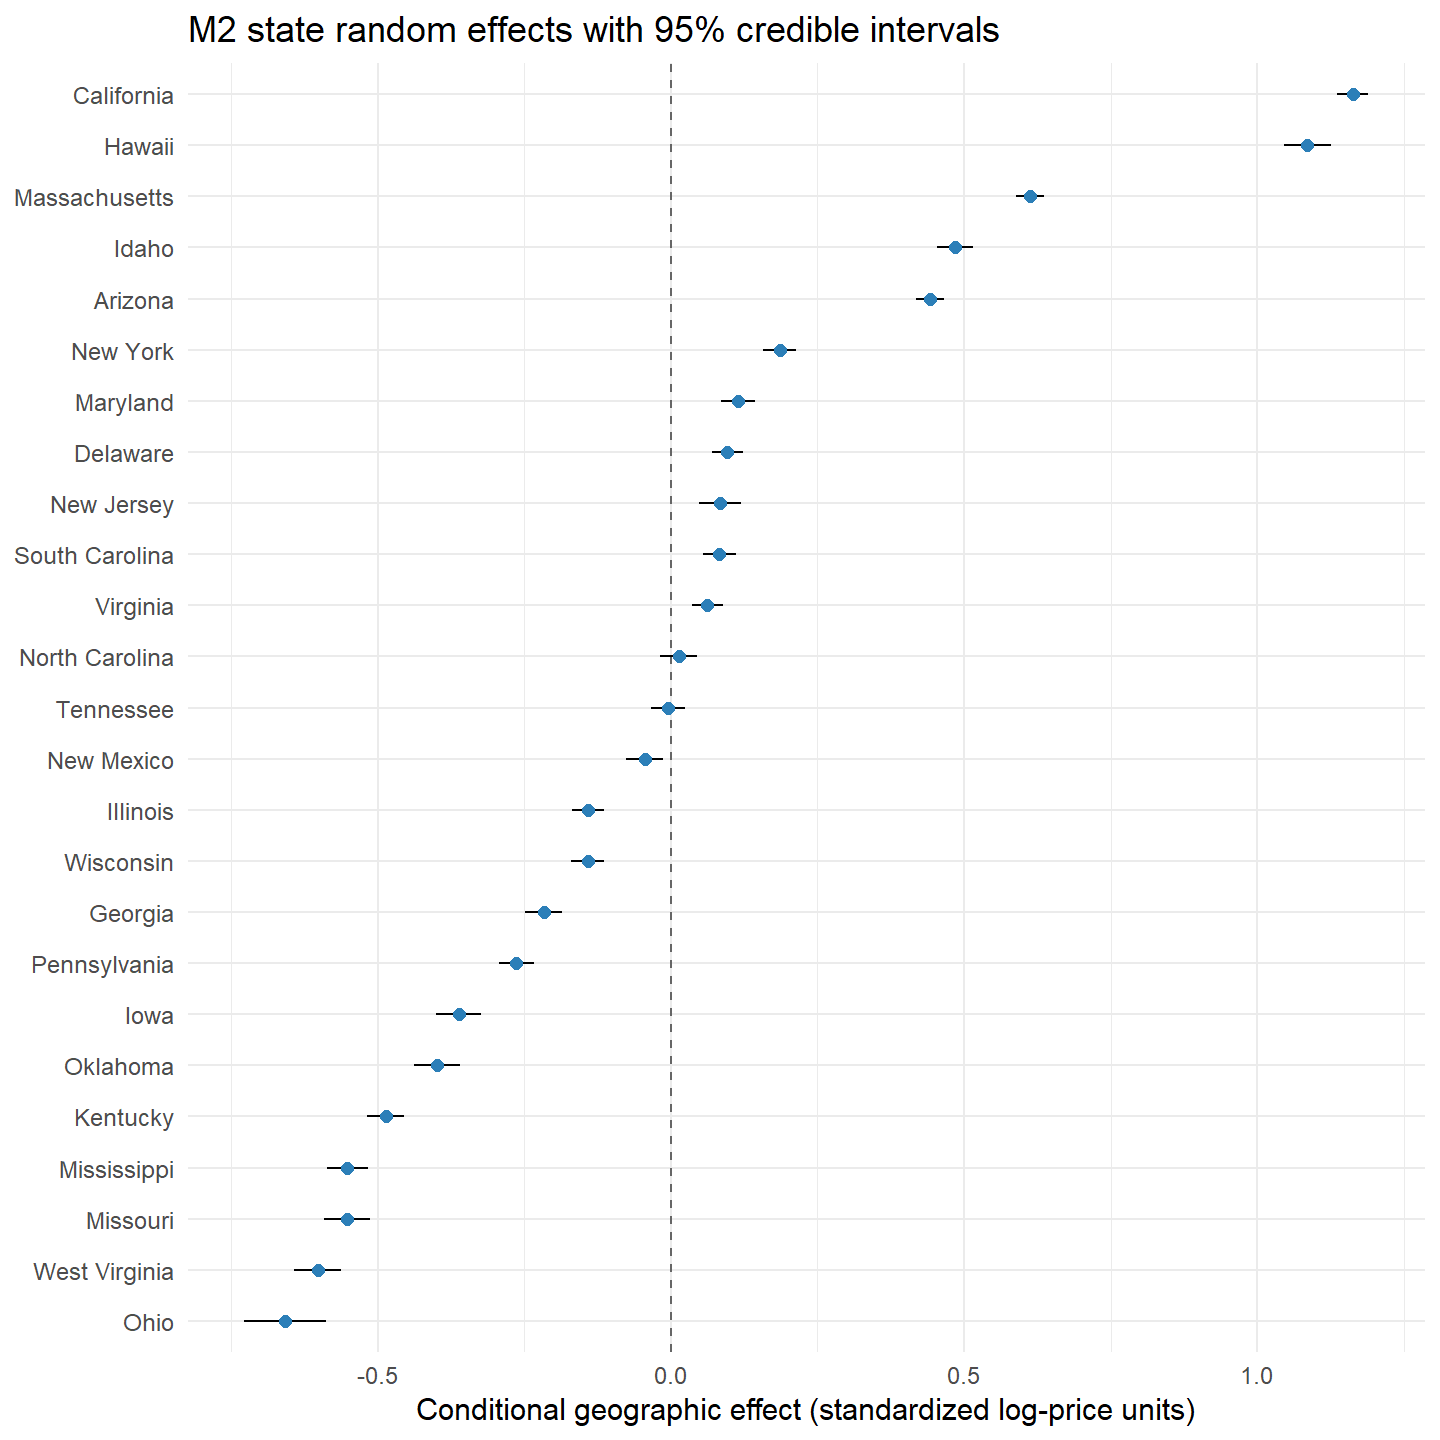 M2 state random effects with 95% credible intervals
California
Hawaii
Massachusetts
Idaho
Arizona
New York
Maryland
Delaware
New Jersey
South Carolina
Virginia
North Carolina
Tennessee
New Mexico
Illinois
Wisconsin
Georgia
Pennsylvania
Iowa
Oklahoma
Kentucky
Mississippi
Missouri
West Virginia
Ohio
-0.5 0.0 0.5 1.0
Conditional geographic effect (standardized log-price units)